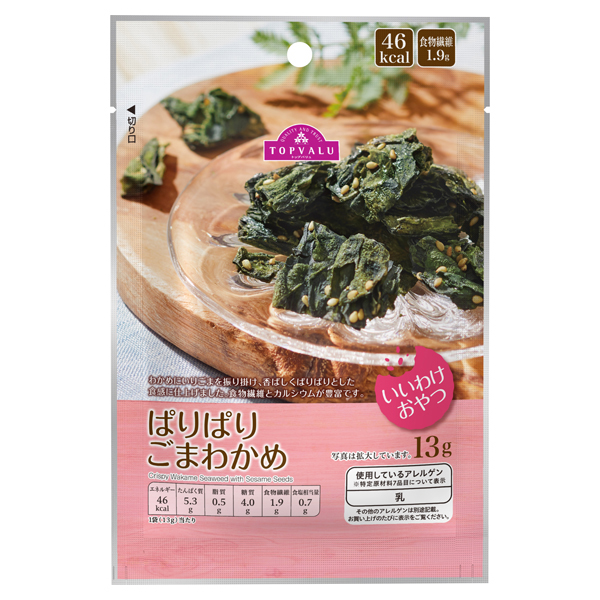 46
kcal
食物繊維
1.9g
◀切り口
QUALITY AND TRUST
TOPVALU
トップバリュ
わかめにいりごまを振り掛け、香ばしくぱりぱりとした
食感に仕上げました。食物繊維とカルシウムが豊富です。
いいわけ
おやつ
ぱりぱり
ごまわかめ
Crispy Wakame Seaweed with Sesame Seeds
写真は拡大しています。 13g
エネルギー たんぱく質 脂質 糖質 食物繊維 食塩相当量
46 kcal 5.3 g 0.5 g 4.0 g 1.9 g 0.7 g
1袋(13g)当たり
使用しているアレルゲン
※特定原材料7品目について表示
乳
その他のアレルゲンは別途記載。
お買い上げのたびに表示をご覧ください。